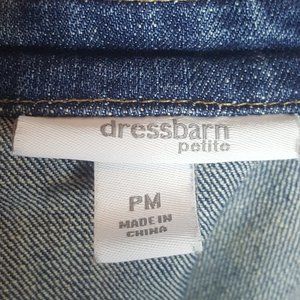 dressbarn
petite
PM
MADE IN
CHINA